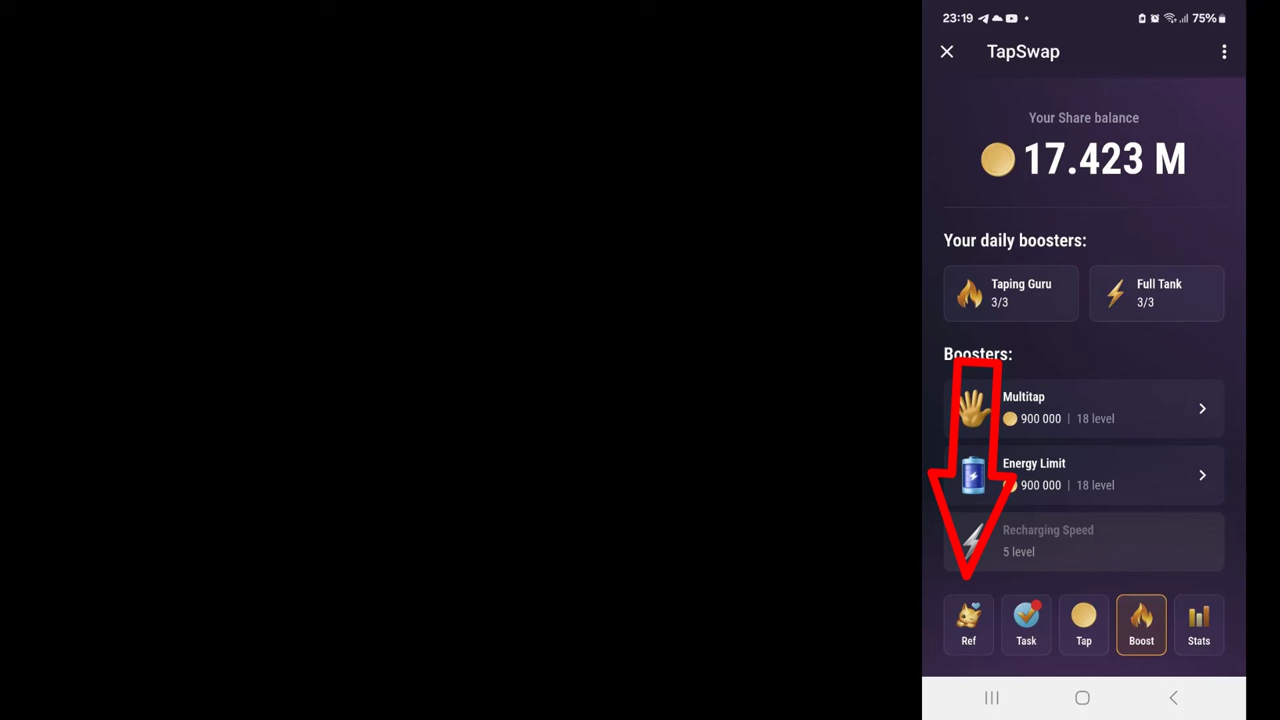 23:19 75%
TapSwap
Your Share balance
17.423 M
Your daily boosters:
Taping Guru
3/3
Full Tank
3/3
Boosters:
Multitap
900 000 | 18 level
Energy Limit
900 000 | 18 level
Recharging Speed
5 level
Ref Task Tap Boost Stats